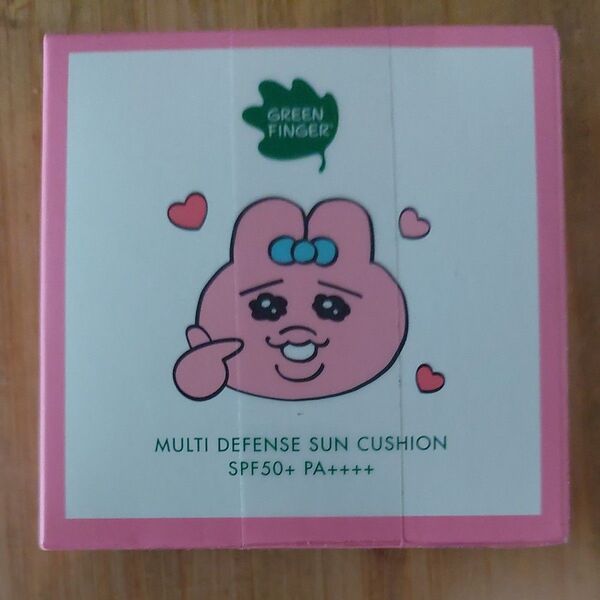 GREEN
FINGER
MULTI DEFENSE SUN CUSHION
SPF50+ PA++++